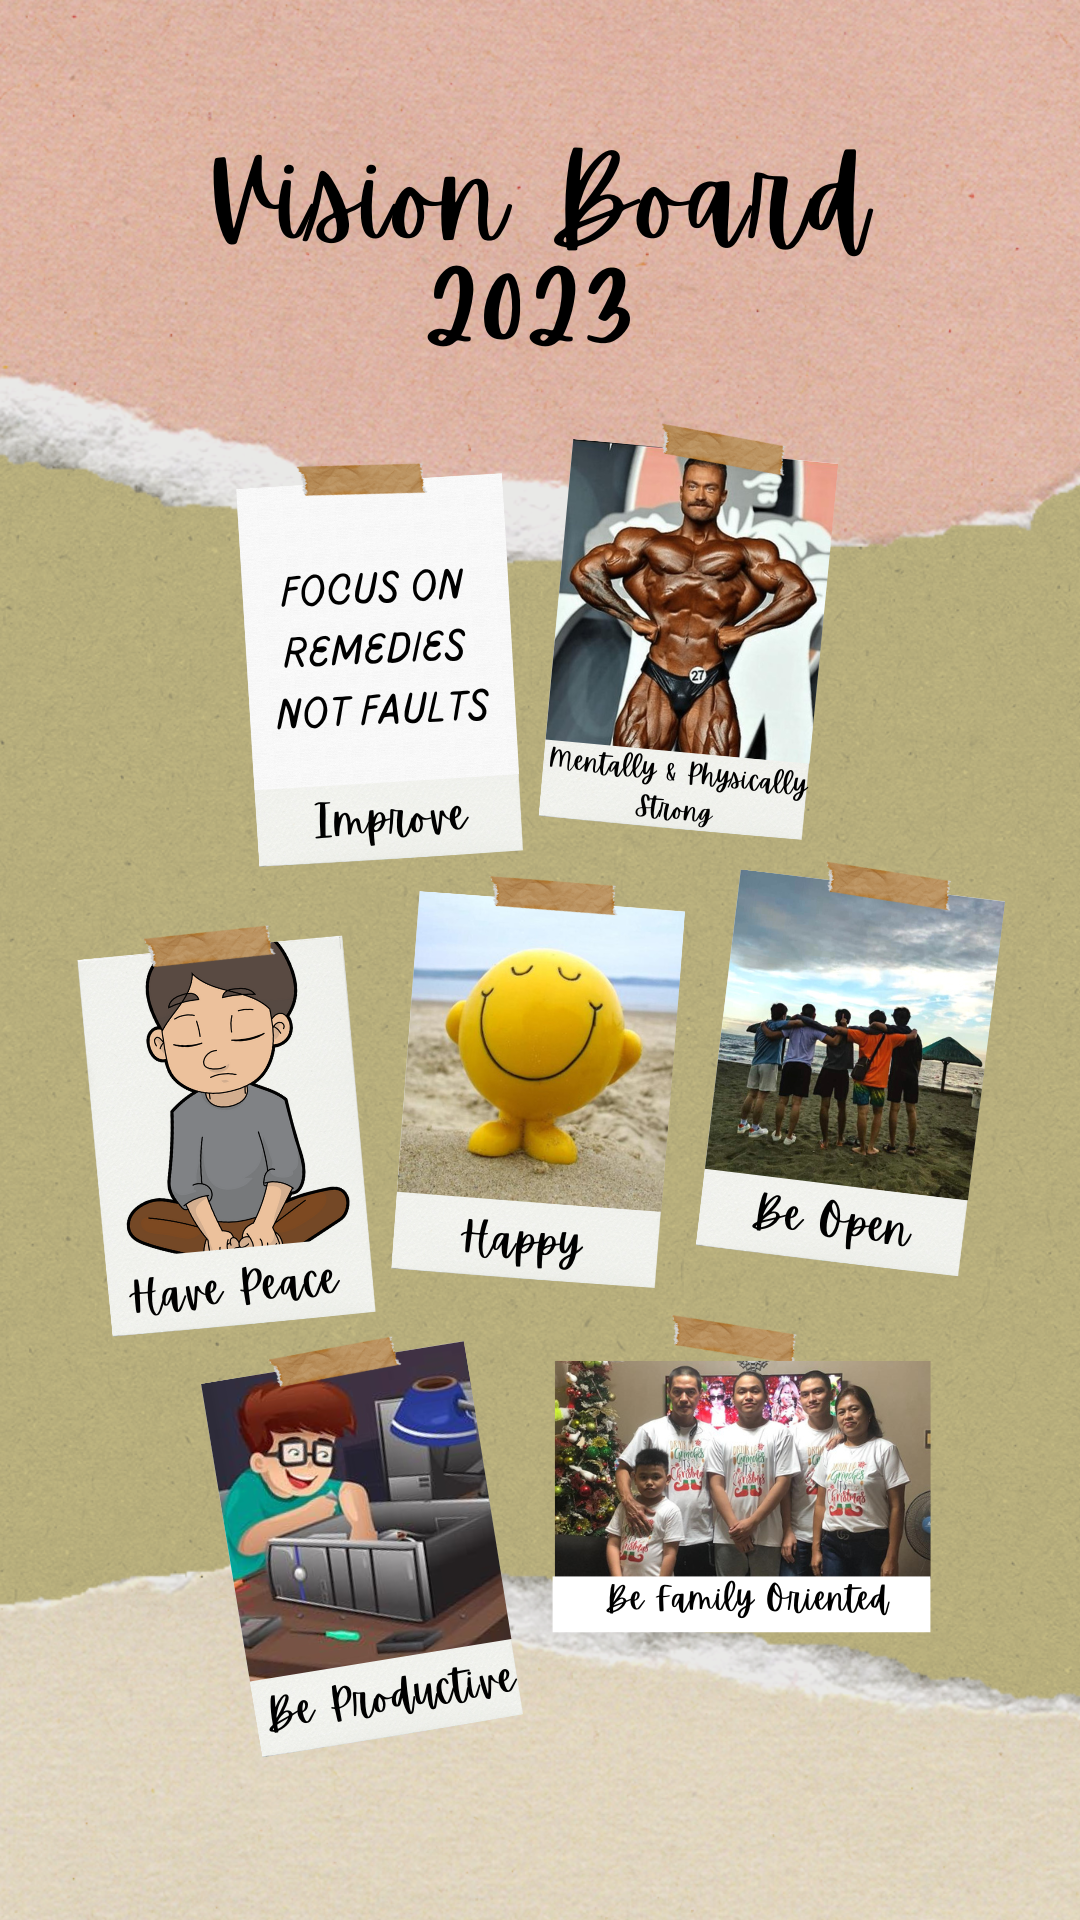 Vision Board
2023
FOCUS ON
REMEDIES
NOT FAULTS
Improve
27
Mentally & Physically
Strong
Have Peace
Happy
Be Open
Be Productive
Christmas
Be Family Oriented